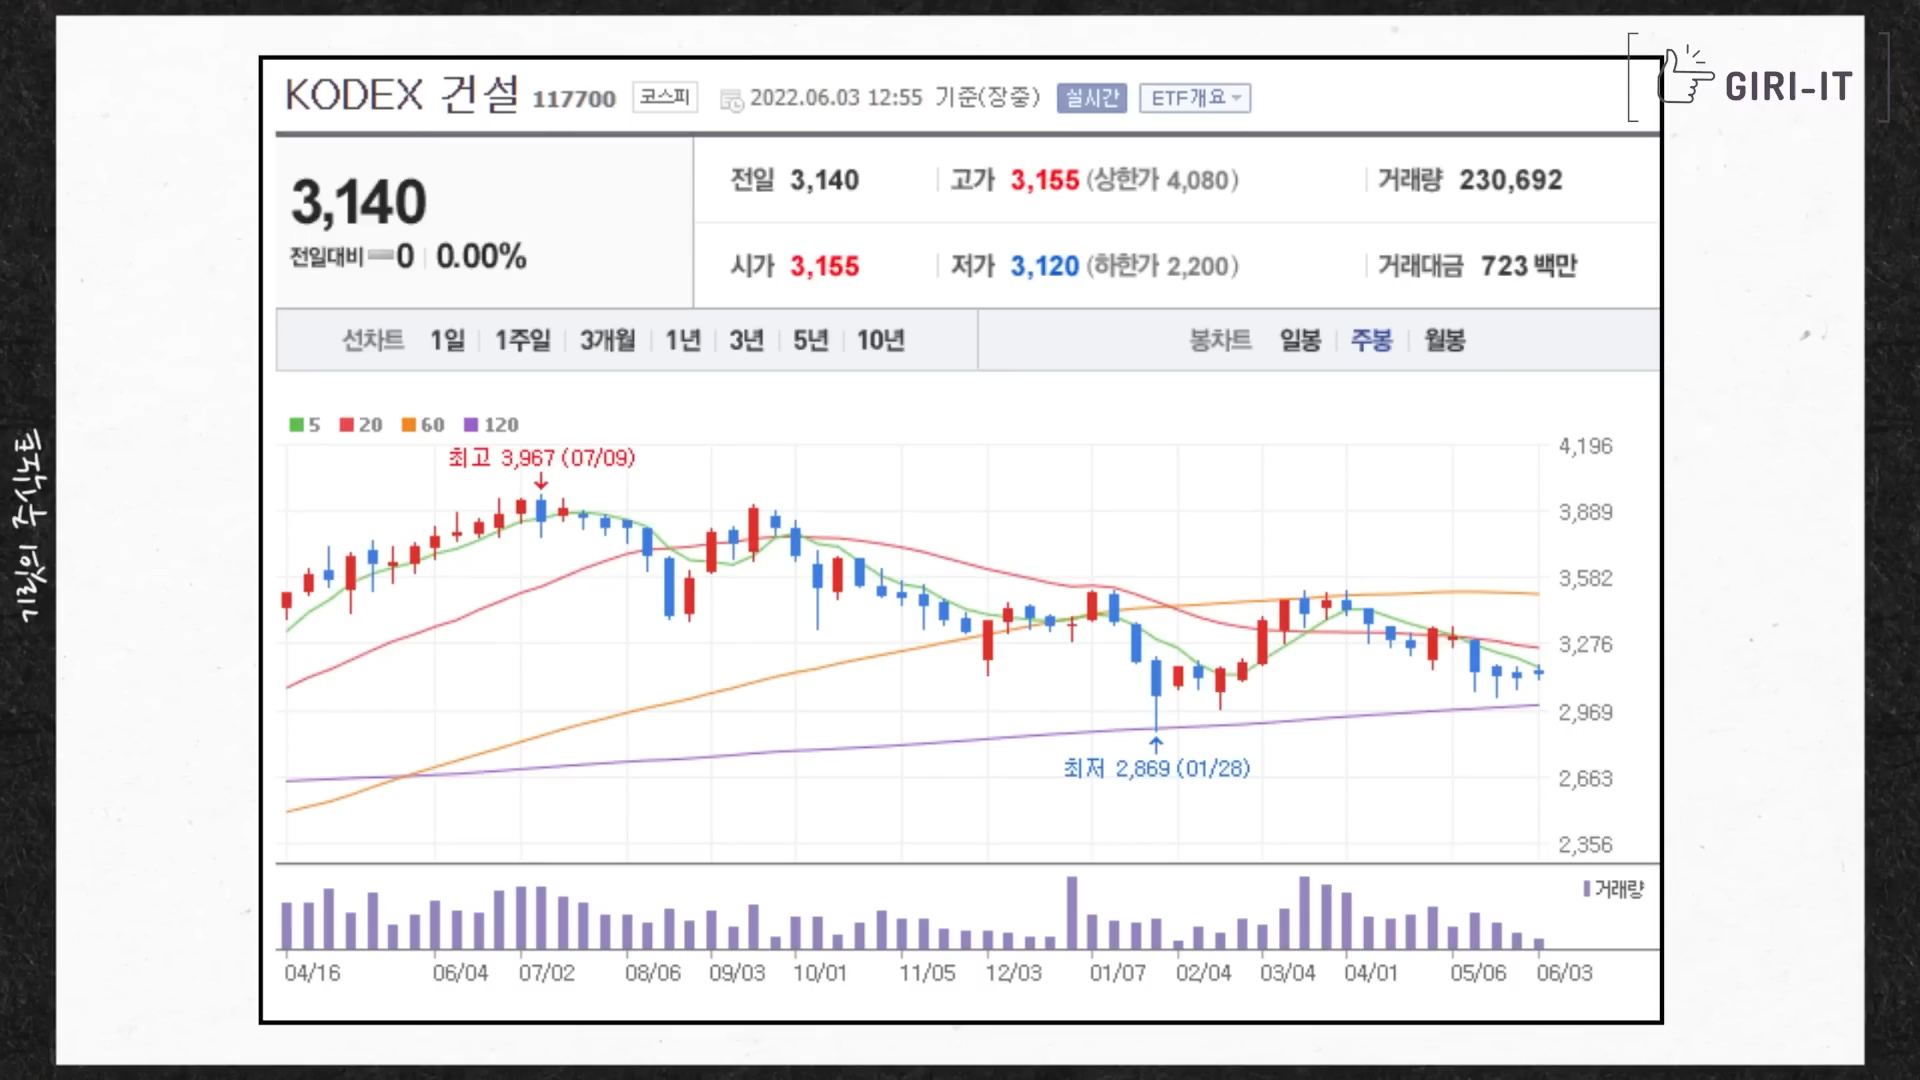 GIRI-IT
KODEX 건설 117700 코스피 2022.06.03 12:55 기준(장중) 실시간 ETF개요
3,140
전일대비 0 0.00%
전일 3,140 고가 3,155 (상한가 4,080) 거래량 230,692
시가 3,155 저가 3,120 (하한가 2,200) 거래대금 723 백만
선차트 1일 1주일 3개월 1년 3년 5년 10년 봉차트 일봉 주봉 월봉
5 20 60 120
최고 3,967 (07/09)
4,196
3,889
3,582
3,276
2,969
최저 2,869 (01/28)
2,663
2,356
거래량
04/16 06/04 07/02 08/06 09/03 10/01 11/05 12/03 01/07 02/04 03/04 04/01 05/06 06/03
기릿의 주식노트